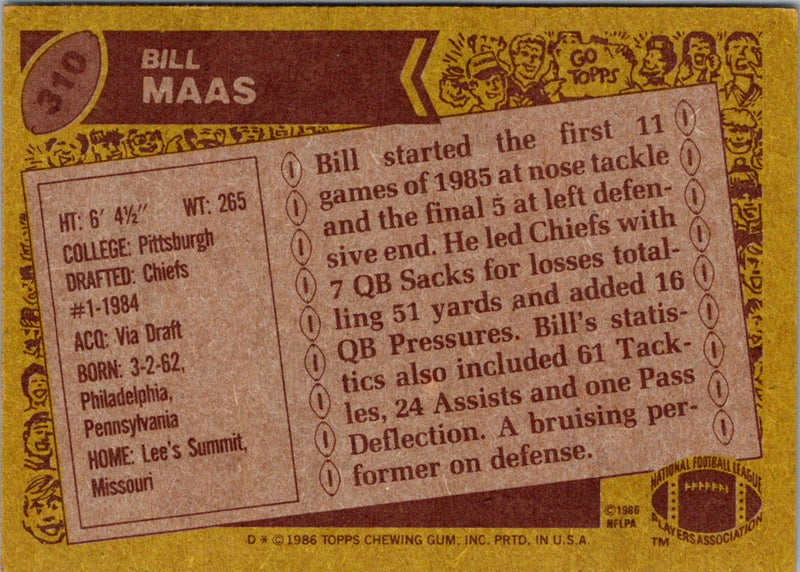 310
BILL
MAAS
GO
TOPPS
HT: 6' 4½" WT: 265
COLLEGE: Pittsburgh
DRAFTED: Chiefs
#1-1984
ACQ: Via Draft
BORN: 3-2-62,
Philadelphia,
Pennsylvania
HOME: Lee's Summit,
Missouri
Bill started the first 11
games of 1985 at nose tackle
and the final 5 at left defen-
sive end. He led Chiefs with
7 QB Sacks for losses total-
ling 51 yards and added 16
QB Pressures. Bill's statis-
tics also included 61 Tack-
les, 24 Assists and one Pass
Deflection. A bruising per-
former on defense.
©1986
NFLPA
NATIONAL FOOTBALL LEAGUE
PLAYERS ASSOCIATION
TM
D * © 1986 TOPPS CHEWING GUM, INC. PRTD. IN U.S.A.